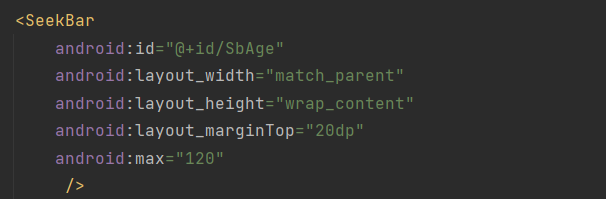 <SeekBar
android:id="@+id/SbAge"
android:layout_width="match_parent"
android:layout_height="wrap_content"
android:layout_marginTop="20dp"
android:max="120"
/>